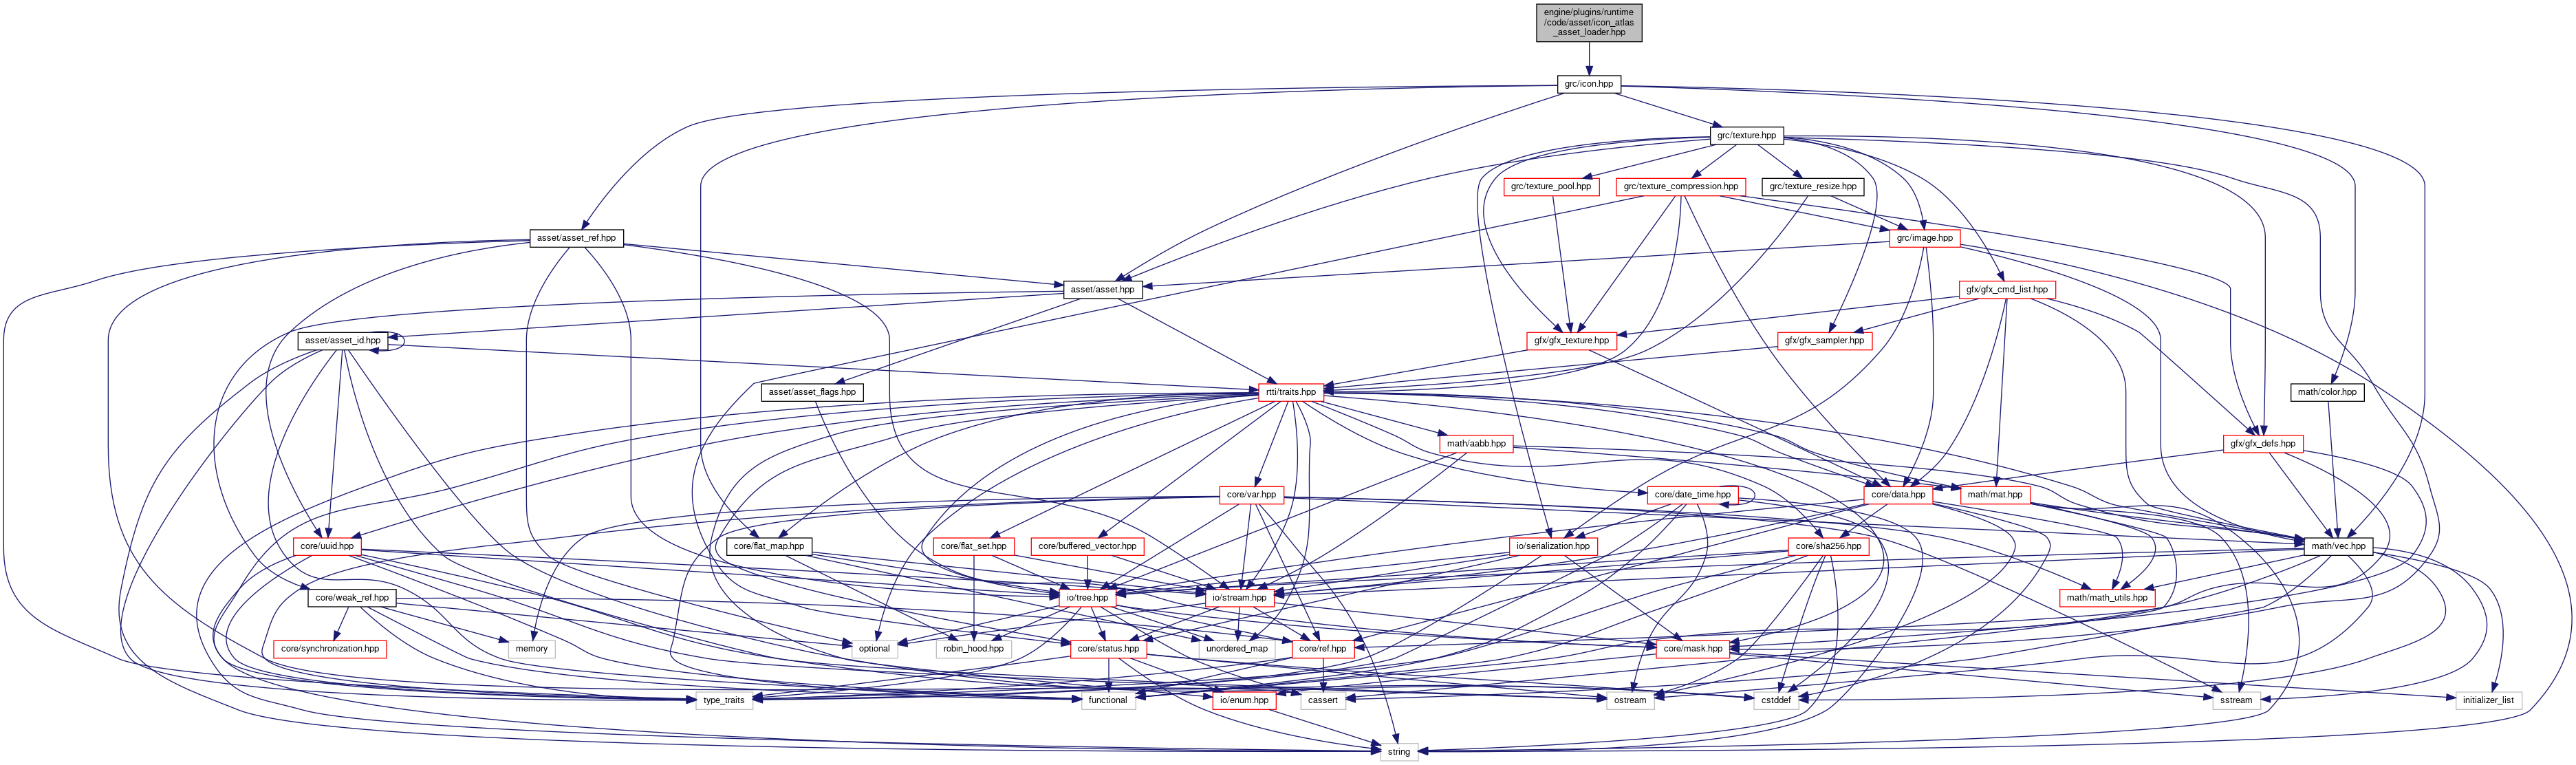 engine/plugins/runtime
/code/asset/icon_atlas
_asset_loader.hpp
grc/icon.hpp
grc/texture.hpp
grc/texture_pool.hpp
grc/texture_compression.hpp
grc/texture_resize.hpp
asset/asset_ref.hpp
grc/image.hpp
asset/asset.hpp
gfx/gfx_cmd_list.hpp
asset/asset_id.hpp
gfx/gfx_texture.hpp
gfx/gfx_sampler.hpp
asset/asset_flags.hpp
rtti/traits.hpp
math/color.hpp
math/aabb.hpp
gfx/gfx_defs.hpp
core/var.hpp
core/date_time.hpp
core/data.hpp
math/mat.hpp
core/uuid.hpp
core/flat_map.hpp
core/flat_set.hpp
core/buffered_vector.hpp
io/serialization.hpp
core/sha256.hpp
math/vec.hpp
core/weak_ref.hpp
io/tree.hpp
io/stream.hpp
math/math_utils.hpp
core/synchronization.hpp
memory
optional
robin_hood.hpp
core/status.hpp
unordered_map
core/ref.hpp
core/mask.hpp
type_traits
functional
io/enum.hpp
cassert
ostream
cstddef
sstream
initializer_list
string